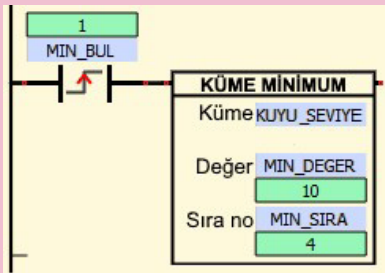 1
MIN_BUL
KÜME MİNİMUM
Küme KUYU_SEVIYE
Değer MIN_DEGER
10
Sıra no MIN_SIRA
4